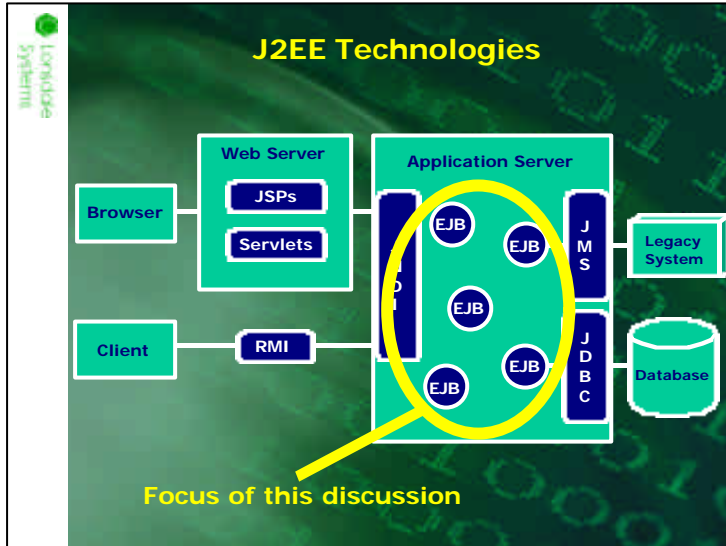 Lonsdale
Systems
J2EE Technologies
Web Server
JSPs
Servlets
Browser
Application Server
EJB
EJB
EJB
EJB
EJB
J
M
S
Legacy
System
Client
RMI
J
D
B
C
Database
Focus of this discussion